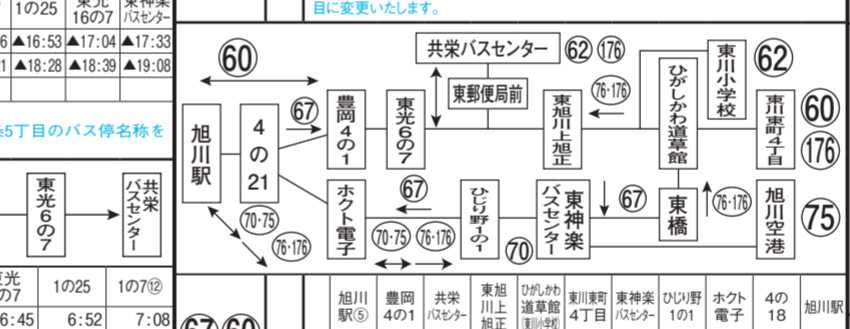 目に変更いたします。
1の25
東光
16の7
東神楽
バスセンター
6 ▲16:53 ▲17:04 ▲17:33
21 ▲18:28 ▲18:39 ▲19:08
条5丁目のバス停名称を
東光6の7
共栄バスセンター
東光
の7
1の25
1の7⑫
6:45
6:52
7:08
60
共栄バスセンター
62 176
東郵便局前
東川小学校
62
旭川駅
4の21
67
豊岡4の1
東光6の7
東旭川上旭正
76・176
ひがしかわ道草館
東川東町4丁目
60
176
70・75
76・176
ホクト電子
67
70・75
76・176
ひじり野1の1
70
東神楽バスセンター
67
東橋
76・176
旭川空港
75
67 60
旭川
駅⑤
豊岡
4の1
共栄
バスセンター
東旭
川上
旭正
ひがしかわ
道草館
(東川小学校)
東川東町
4丁目
東神楽
バスセンター
ひじり野
1の1
ホクト
電子
4の
18
旭川駅